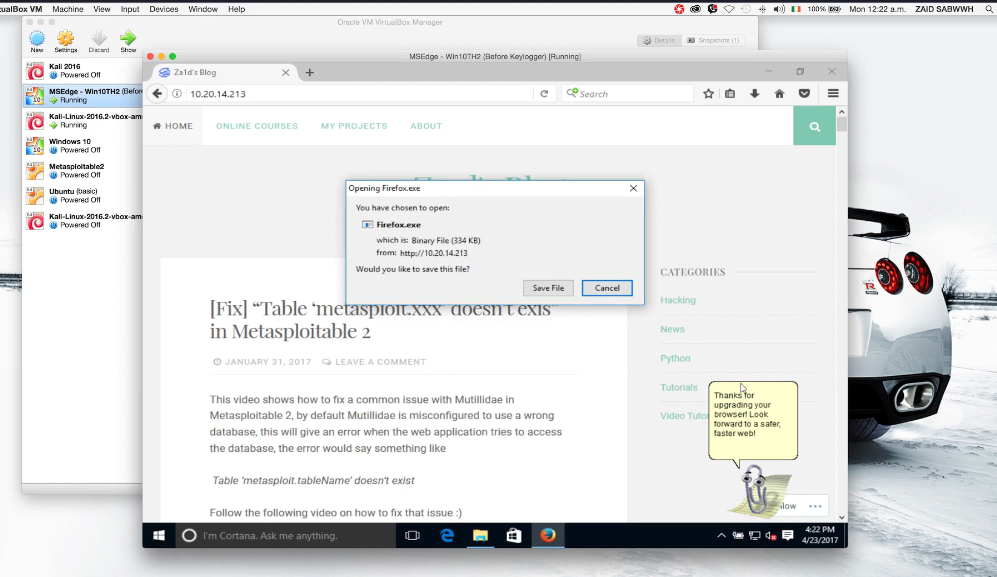 ualBox VM Machine View Input Devices Window Help
100% Mon 12:22 a.m. ZAID SABWWH
Oracle VM VirtualBox Manager
New Settings Discard Show
Details Snapshots (1)
Kali 2016
Powered Off
MSEdge - Win10TH2 (Before
Running
Kali-Linux-2016.2-vbox-am
Running
Windows 10
Powered Off
Metasploitable2
Powered Off
Ubuntu (basic)
Powered Off
Kali-Linux-2016.2-vbox-am
Powered Off
MSEdge - Win10TH2 (Before Keylogger) [Running]
Za1d's Blog
10.20.14.213
Search
HOME ONLINE COURSES MY PROJECTS ABOUT
Opening Firefox.exe
You have chosen to open:
Firefox.exe
which is: Binary File (334 KB)
from: http://10.20.14.213
Would you like to save this file?
Save File Cancel
[Fix] “Table ‘metasploit.xxx’ doesn’t exis”
in Metasploitable 2
JANUARY 31, 2017 LEAVE A COMMENT
This video shows how to fix a common issue with Mutillidae in
Metasploitable 2, by default Mutillidae is misconfigured to use a wrong
database, this will give an error when the web application tries to access
the database, the error would say something like
Table ‘metasploit.tableName’ doesn’t exist
Follow the following video on how to fix that issue :)
CATEGORIES
Hacking
News
Python
Tutorials
Video Tutor
Thanks for
upgrading your
browser! Look
forward to a safer,
faster web!
llow
I'm Cortana. Ask me anything.
4:22 PM
4/23/2017